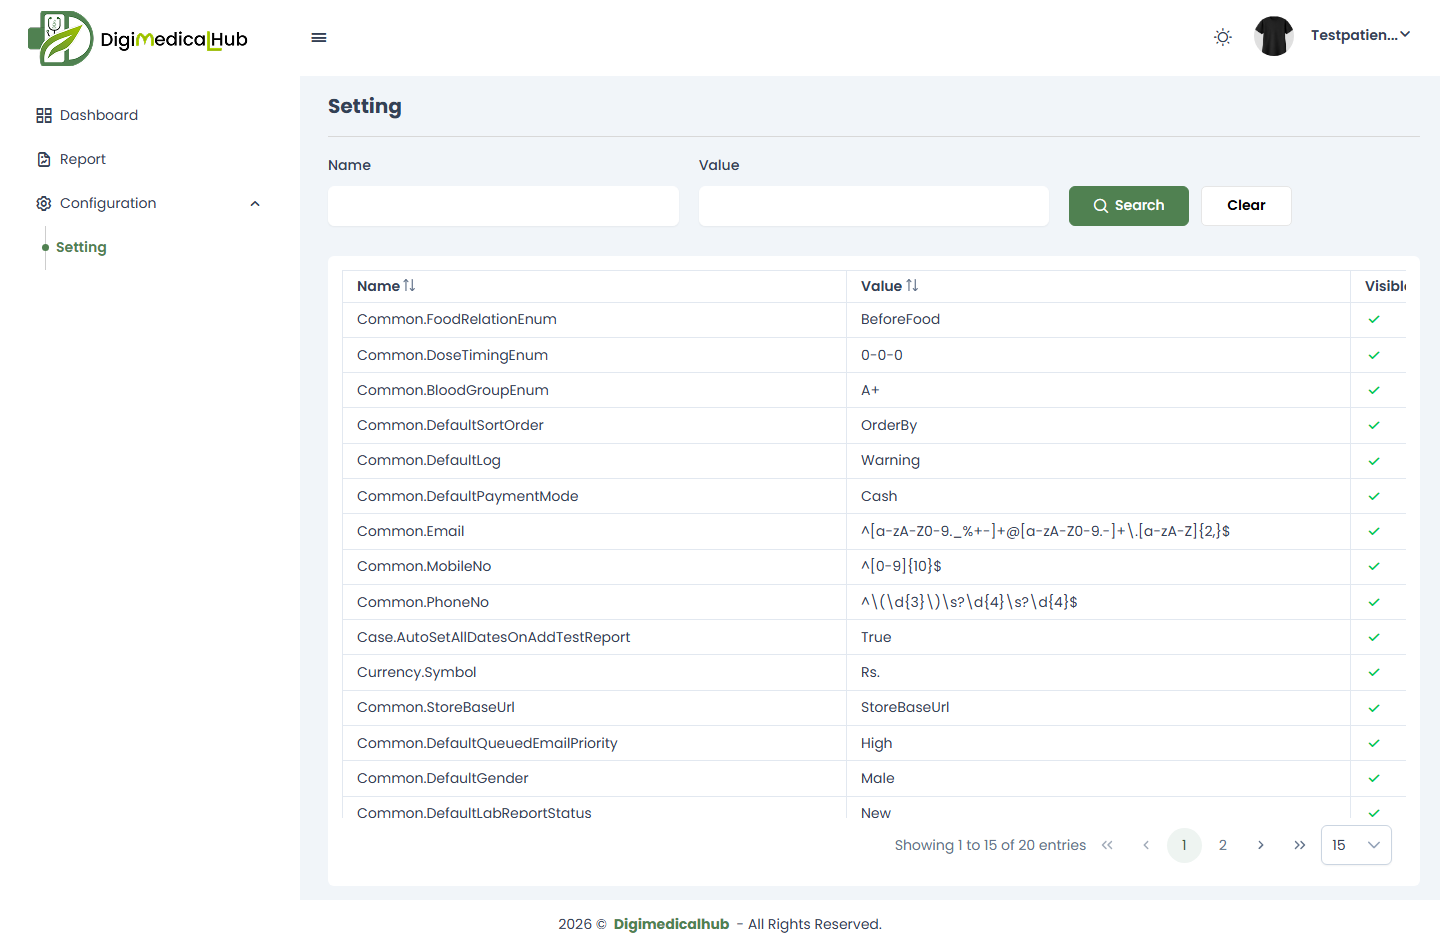 DigiMedicalHub
Testpatien...
Dashboard
Report
Configuration
Setting
Setting
Name
Value
Search
Clear
Name Value Visible
Common.FoodRelationEnum BeforeFood
Common.DoseTimingEnum 0-0-0
Common.BloodGroupEnum A+
Common.DefaultSortOrder OrderBy
Common.DefaultLog Warning
Common.DefaultPaymentMode Cash
Common.Email ^[a-zA-Z0-9._%+-]+@[a-zA-Z0-9.-]+\.[a-zA-Z]{2,}$
Common.MobileNo ^[0-9]{10}$
Common.PhoneNo ^\(\d{3}\)\s?\d{4}\s?\d{4}$
Case.AutoSetAllDatesOnAddTestReport True
Currency.Symbol Rs.
Common.StoreBaseUrl StoreBaseUrl
Common.DefaultQueuedEmailPriority High
Common.DefaultGender Male
Common.DefaultLabReportStatus New
Showing 1 to 15 of 20 entries « ‹ 1 2 › » 15
2026 © Digimedicalhub - All Rights Reserved.